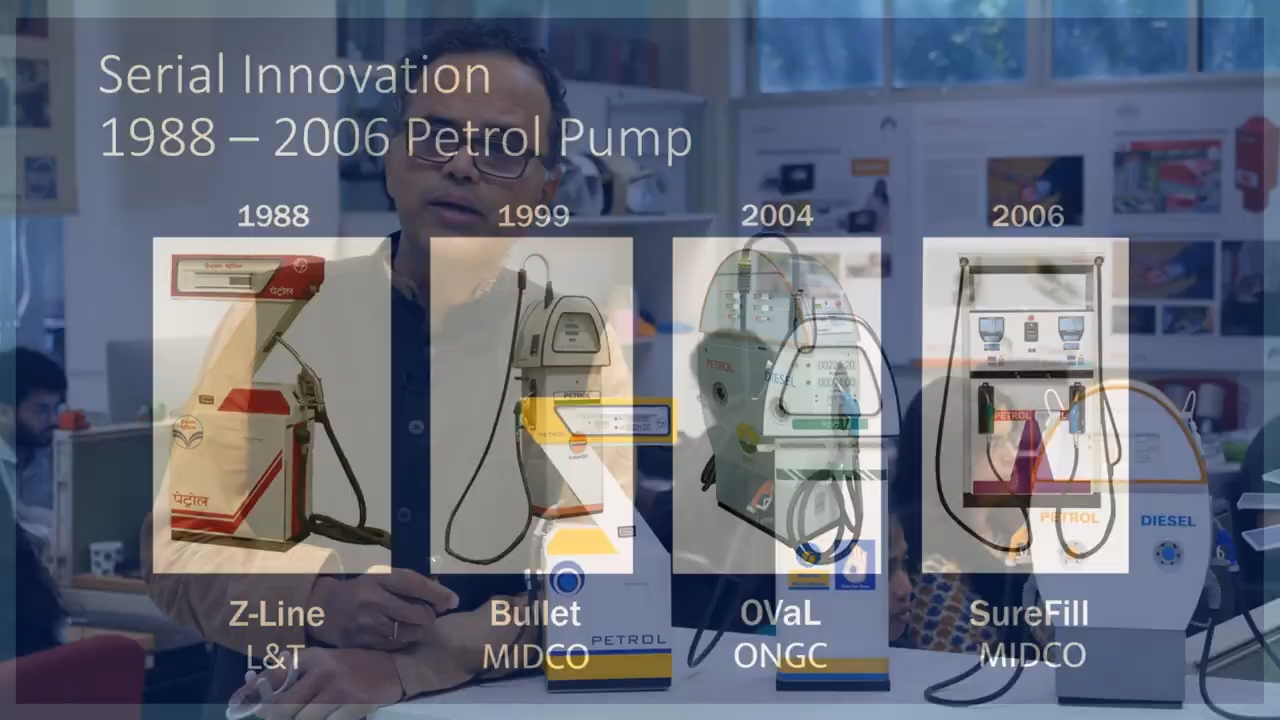 Serial Innovation
1988 – 2006 Petrol Pump
1988
1999
2004
2006
पेट्रोल
पेट्रोल
PETROL
PETROL
DIESEL
PETROL
PETROL
DIESEL
PETROL
Z-Line
Bullet
OVaL
SureFill
L&T
MIDCO
ONGC
MIDCO